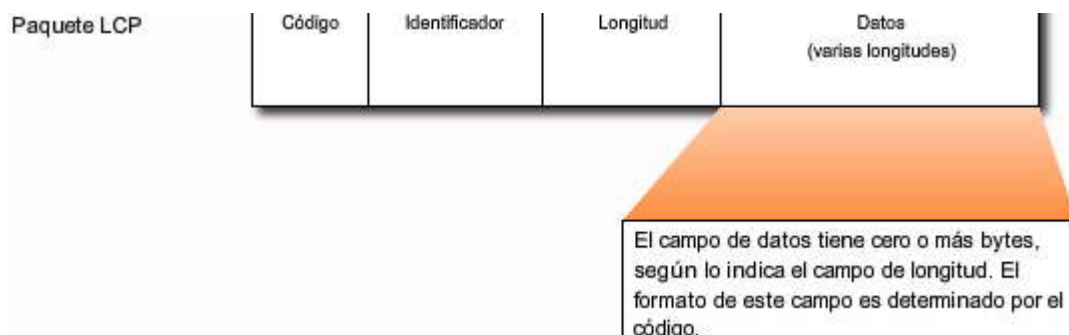 Paquete LCP
Código Identificador Longitud Datos
(varias longitudes)
El campo de datos tiene cero o más bytes,
según lo indica el campo de longitud. El
formato de este campo es determinado por el
código.